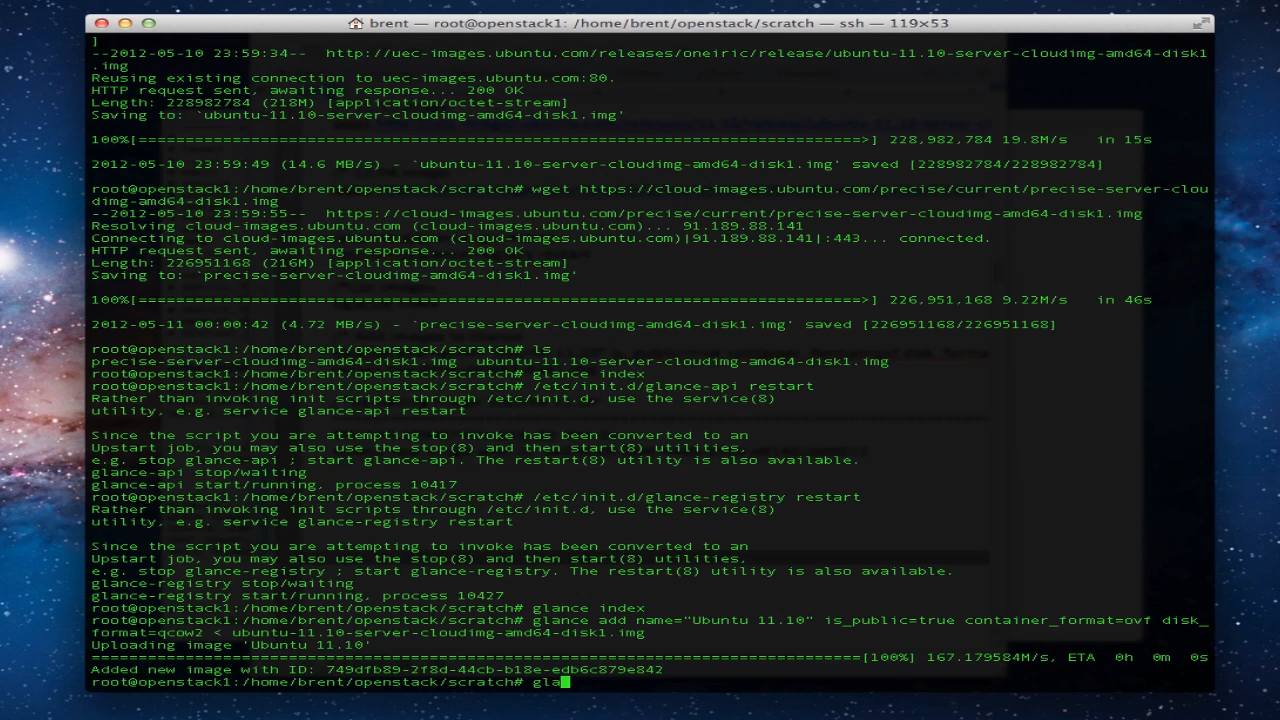 brent — root@openstack1: /home/brent/openstack/scratch — ssh — 119×53
]
--2012-05-10 23:59:34--  http://uec-images.ubuntu.com/releases/oneiric/release/ubuntu-11.10-server-cloudimg-amd64-disk1
.img
Reusing existing connection to uec-images.ubuntu.com:80.
HTTP request sent, awaiting response... 200 OK
Length: 228982784 (218M) [application/octet-stream]
Saving to: `ubuntu-11.10-server-cloudimg-amd64-disk1.img'
100%[===========================================================================================>] 228,982,784 19.8M/s   in 15s
2012-05-10 23:59:49 (14.6 MB/s) - `ubuntu-11.10-server-cloudimg-amd64-disk1.img' saved [228982784/228982784]
root@openstack1:/home/brent/openstack/scratch# wget https://cloud-images.ubuntu.com/precise/current/precise-server-clou
dimg-amd64-disk1.img
--2012-05-10 23:59:55--  https://cloud-images.ubuntu.com/precise/current/precise-server-cloudimg-amd64-disk1.img
Resolving cloud-images.ubuntu.com (cloud-images.ubuntu.com)... 91.189.88.141
Connecting to cloud-images.ubuntu.com (cloud-images.ubuntu.com)|91.189.88.141|:443... connected.
HTTP request sent, awaiting response... 200 OK
Length: 226951168 (216M) [application/octet-stream]
Saving to: `precise-server-cloudimg-amd64-disk1.img'
100%[===========================================================================================>] 226,951,168 9.22M/s   in 46s
2012-05-11 00:00:42 (4.72 MB/s) - `precise-server-cloudimg-amd64-disk1.img' saved [226951168/226951168]
root@openstack1:/home/brent/openstack/scratch# ls
precise-server-cloudimg-amd64-disk1.img  ubuntu-11.10-server-cloudimg-amd64-disk1.img
root@openstack1:/home/brent/openstack/scratch# glance index
root@openstack1:/home/brent/openstack/scratch# /etc/init.d/glance-api restart
Rather than invoking init scripts through /etc/init.d, use the service(8)
utility, e.g. service glance-api restart
Since the script you are attempting to invoke has been converted to an
Upstart job, you may also use the stop(8) and then start(8) utilities,
e.g. stop glance-api ; start glance-api. The restart(8) utility is also available.
glance-api stop/waiting
glance-api start/running, process 10417
root@openstack1:/home/brent/openstack/scratch# /etc/init.d/glance-registry restart
Rather than invoking init scripts through /etc/init.d, use the service(8)
utility, e.g. service glance-registry restart
Since the script you are attempting to invoke has been converted to an
Upstart job, you may also use the stop(8) and then start(8) utilities,
e.g. stop glance-registry ; start glance-registry. The restart(8) utility is also available.
glance-registry stop/waiting
glance-registry start/running, process 10427
root@openstack1:/home/brent/openstack/scratch# glance index
root@openstack1:/home/brent/openstack/scratch# glance add name="Ubuntu 11.10" is_public=true container_format=ovf disk_
format=qcow2 < ubuntu-11.10-server-cloudimg-amd64-disk1.img
Uploading image 'Ubuntu 11.10'
================================================================================================[100%] 167.179584M/s, ETA  0h  0m  0s
Added new image with ID: 749dfb89-2f8d-44cb-b18e-edb6c879e842
root@openstack1:/home/brent/openstack/scratch# gla